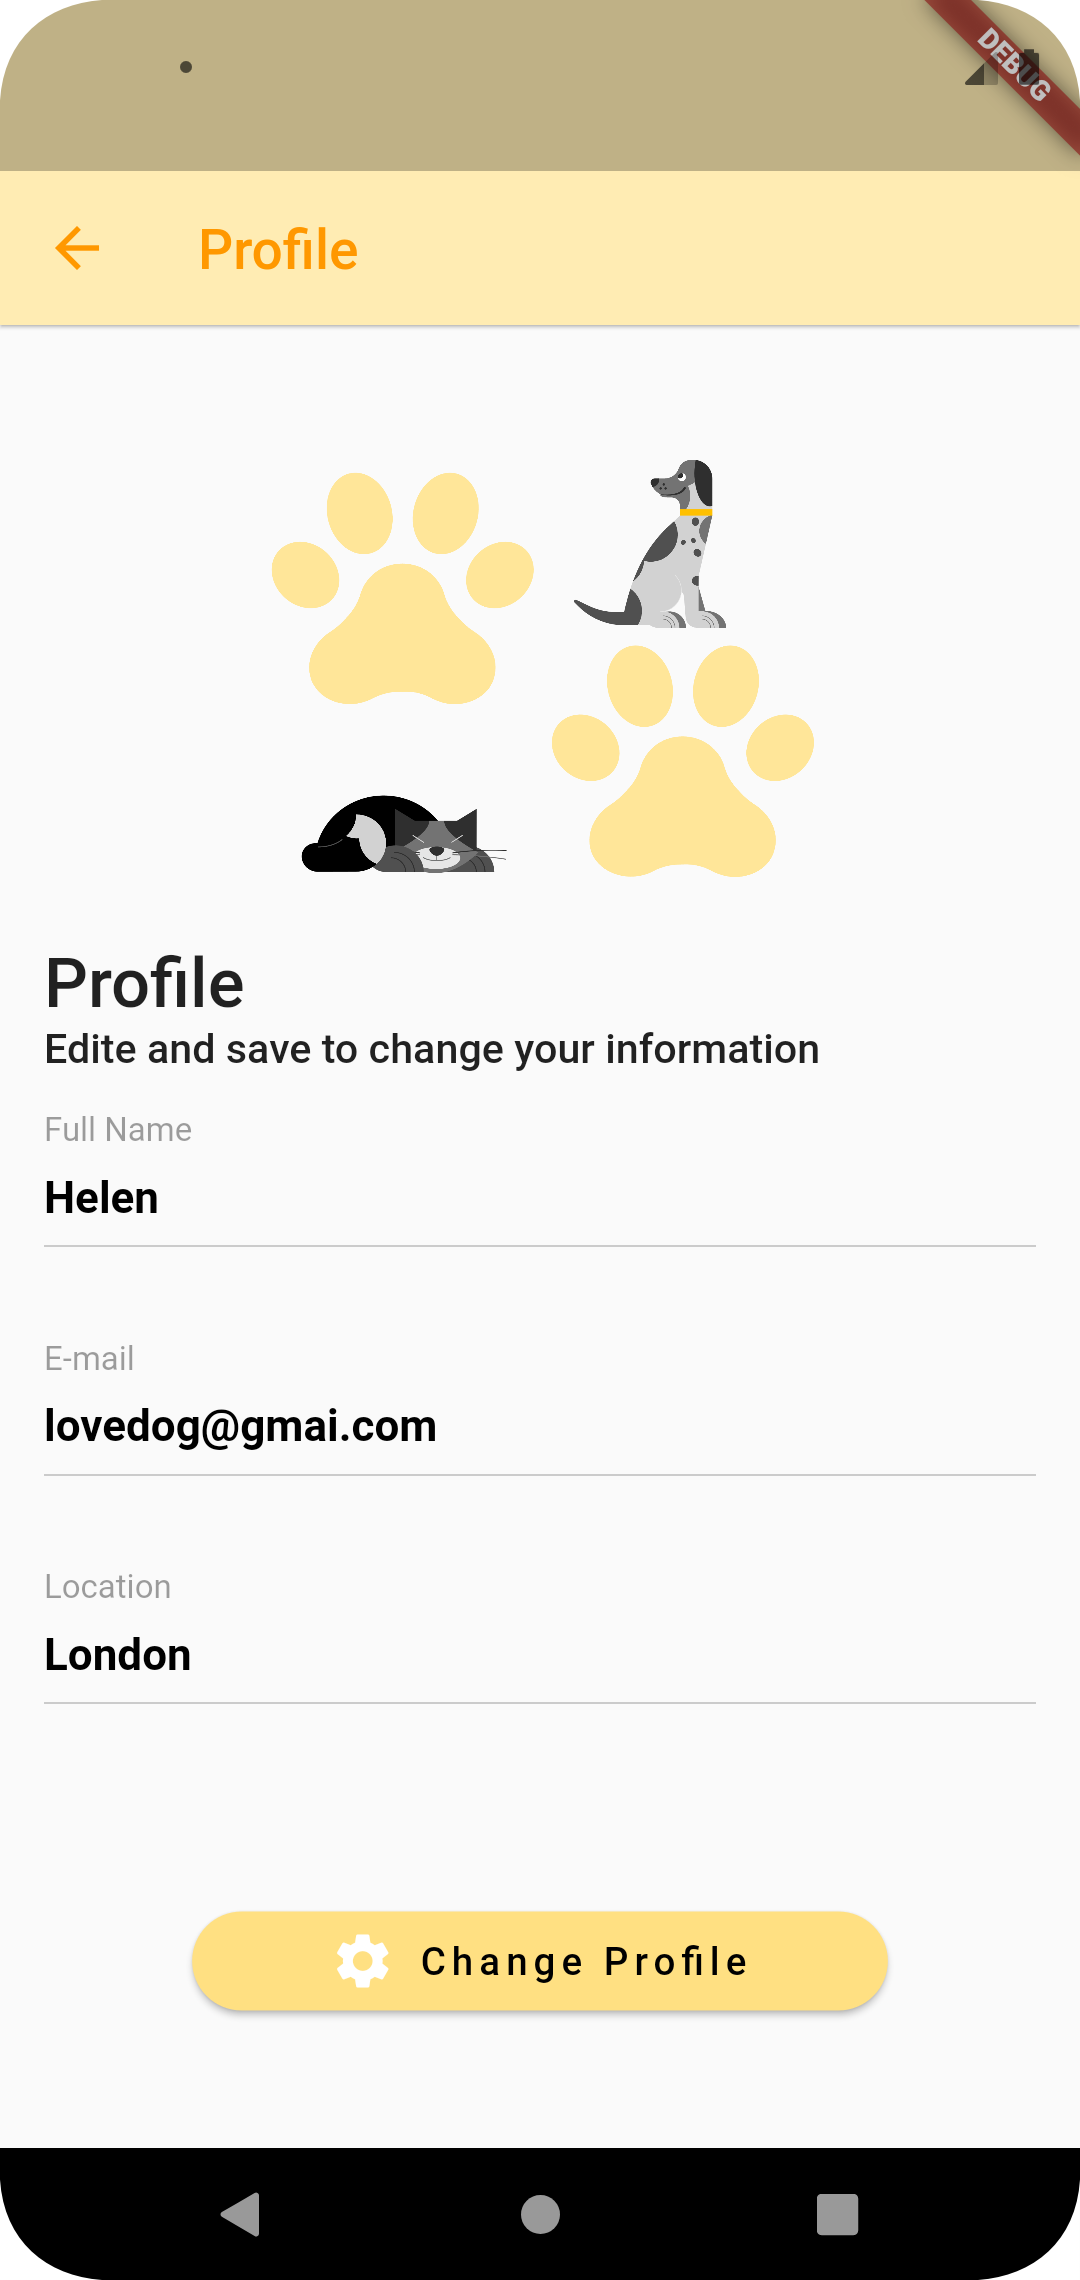 DEBUG
Profile
Profile
Edite and save to change your information
Full Name
Helen
E-mail
lovedog@gmai.com
Location
London
Change Profile